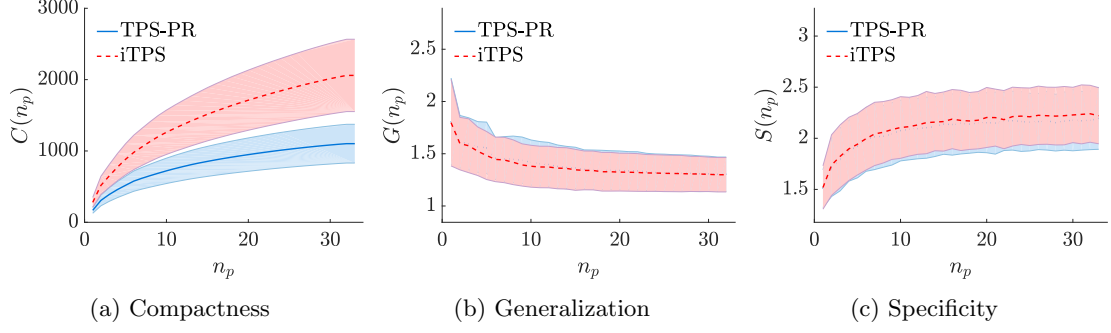 TPS-PR
iTPS
C(n_p)
3000
2000
1000
0
0
10
20
30
n_p
(a) Compactness
TPS-PR
iTPS
G(n_p)
2.5
2
1.5
1
0
10
20
30
n_p
(b) Generalization
TPS-PR
iTPS
S(n_p)
3
2.5
2
1.5
0
10
20
30
n_p
(c) Specificity